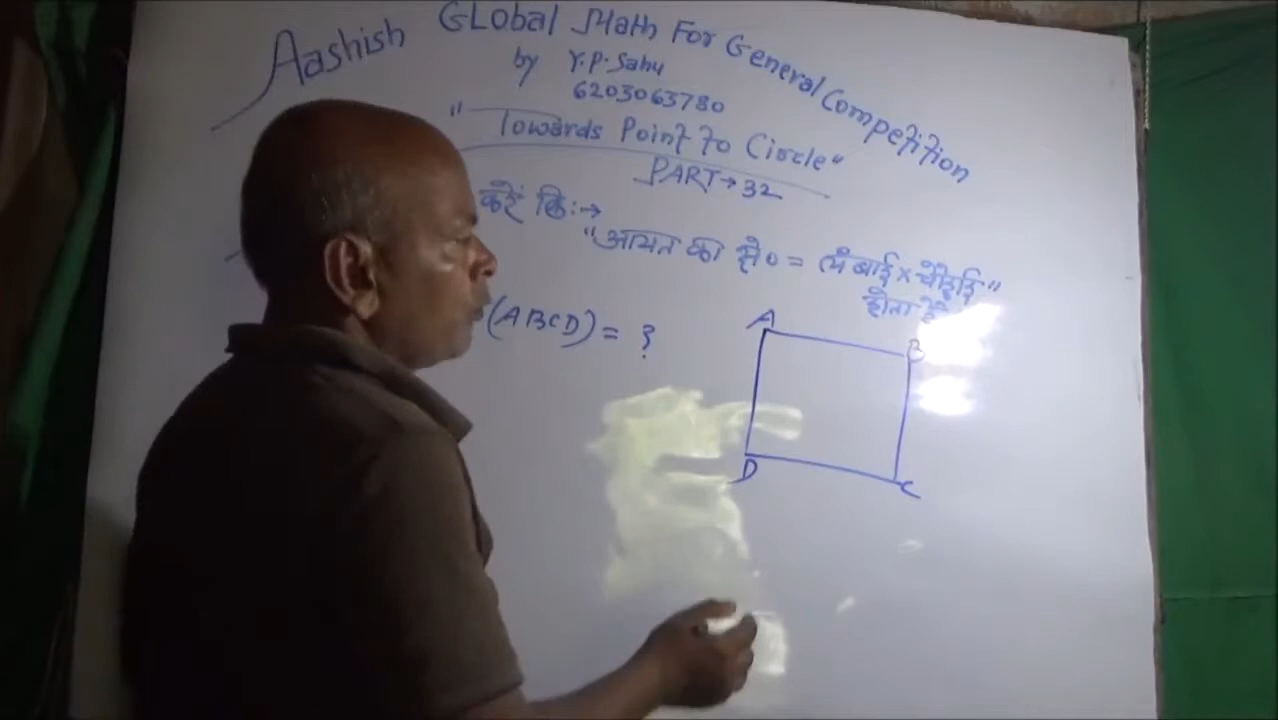 Aashish Global Math For General Competition
by Y.P. Sahu
6203063780
"Towards Point To Circle"
PART→32
करें कि:→
"आयत का क्षे० = लंबाई × चौड़ाई"
होता है
(ABCD) = ?
A
B
D
C